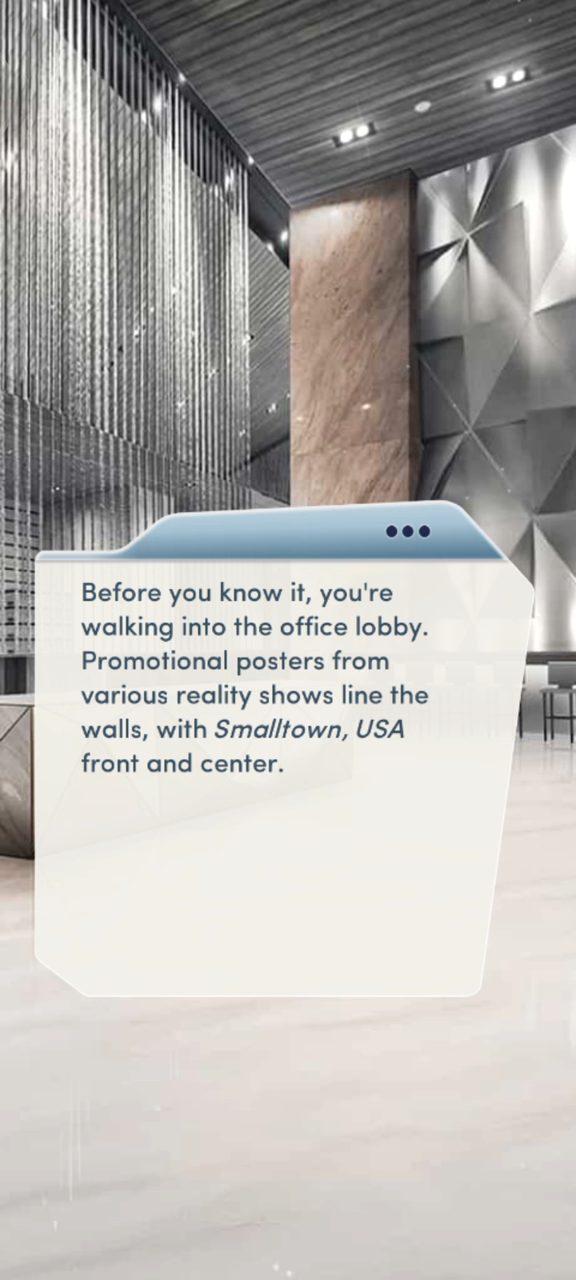 Before you know it, you're
walking into the office lobby.
Promotional posters from
various reality shows line the
walls, with Smalltown, USA
front and center.